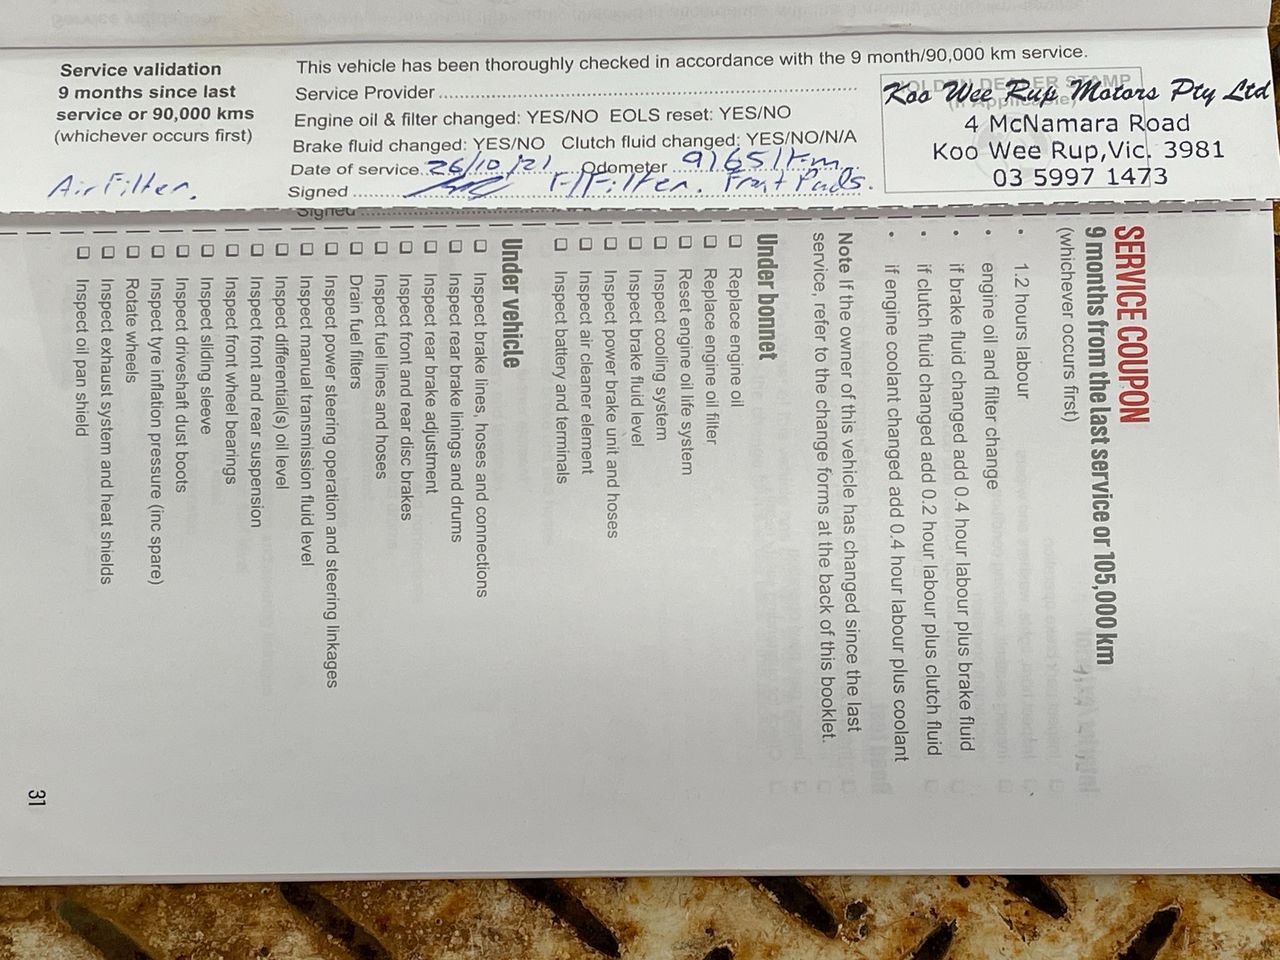 Service validation
9 months since last
service or 90,000 kms
(whichever occurs first)
Air Filter.
This vehicle has been thoroughly checked in accordance with the 9 month/90,000 km service.
Service Provider
Engine oil & filter changed: YES/NO EOLS reset: YES/NO
Brake fluid changed: YES/NO Clutch fluid changed: YES/NO/N/A
Date of service 26/10/21 Odometer 91651km
Signed F/Filter. Front Pads.
HOLDEN DEALER STAMP
Koo Wee Rup Motors Pty Ltd
4 McNamara Road
Koo Wee Rup,Vic. 3981
03 5997 1473
Signed
SERVICE COUPON
9 months from the last service or 105,000 km
(whichever occurs first)
• 1.2 hours labour
• engine oil and filter change
• if brake fluid changed add 0.4 hour labour plus brake fluid
• if clutch fluid changed add 0.2 hour labour plus clutch fluid
• if engine coolant changed add 0.4 hour labour plus coolant
Note If the owner of this vehicle has changed since the last
service, refer to the change forms at the back of this booklet.
Under bonnet
Replace engine oil
Replace engine oil filter
Reset engine oil life system
Inspect cooling system
Inspect brake fluid level
Inspect power brake unit and hoses
Inspect air cleaner element
Inspect battery and terminals
Under vehicle
Inspect brake lines, hoses and connections
Inspect rear brake linings and drums
Inspect rear brake adjustment
Inspect front and rear disc brakes
Inspect fuel lines and hoses
Drain fuel filters
Inspect power steering operation and steering linkages
Inspect manual transmission fluid level
Inspect differential(s) oil level
Inspect front and rear suspension
Inspect front wheel bearings
Inspect sliding sleeve
Inspect driveshaft dust boots
Inspect tyre inflation pressure (inc spare)
Rotate wheels
Inspect exhaust system and heat shields
Inspect oil pan shield
31